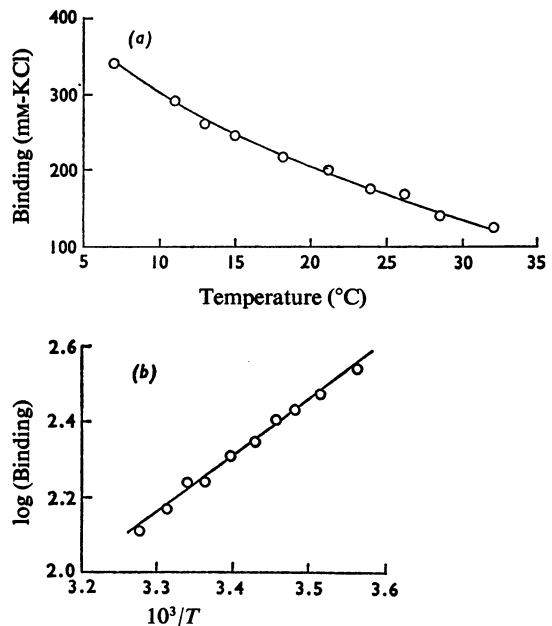 (a)
Binding (mM-KCl)
400
300
200
100
5 10 15 20 25 30 35
Temperature (°C)
(b)
log (Binding)
2.6
2.4
2.2
2.0
3.2 3.3 3.4 3.5 3.6
10³/T